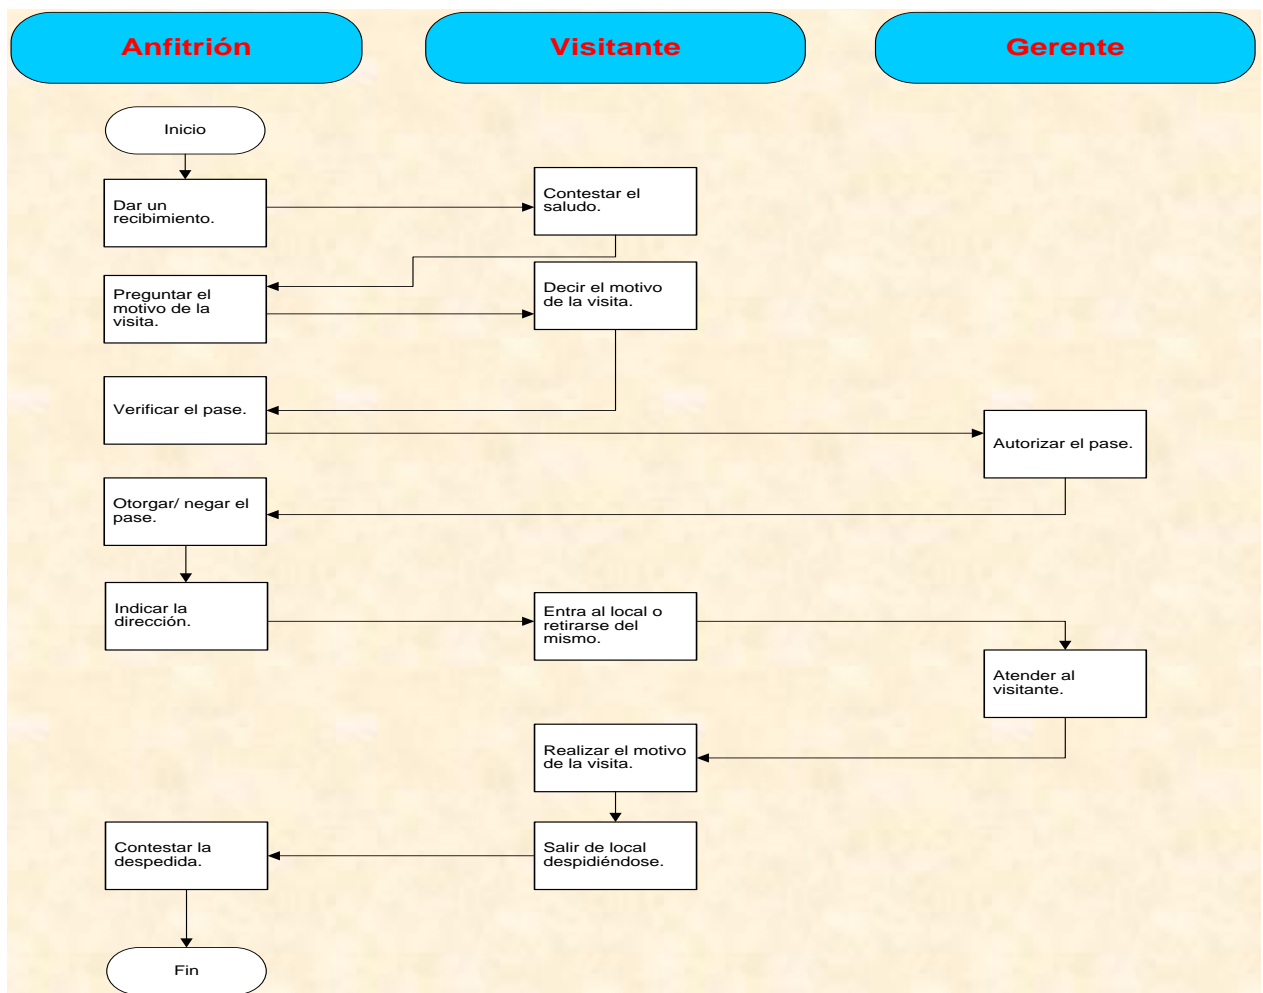 Anfitrión
Visitante
Gerente
Inicio
Dar un
recibimiento.
Contestar el
saludo.
Preguntar el
motivo de la
visita.
Decir el motivo
de la visita.
Verificar el pase.
Autorizar el pase.
Otorgar/ negar el
pase.
Indicar la
dirección.
Entra al local o
retirarse del
mismo.
Atender al
visitante.
Realizar el motivo
de la visita.
Salir de local
despidiéndose.
Contestar la
despedida.
Fin